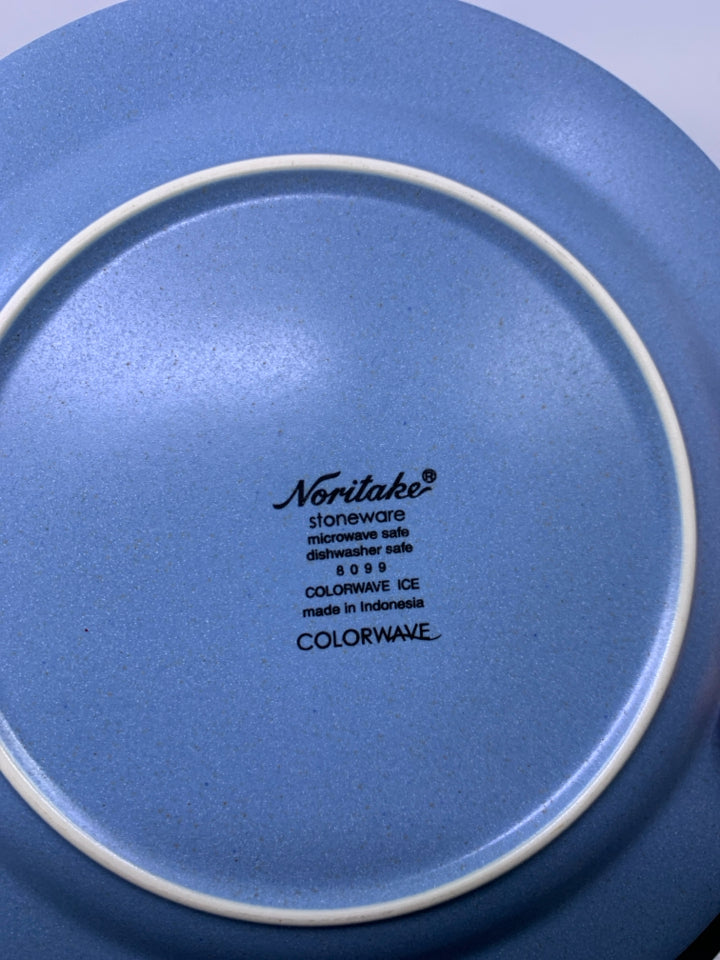 Noritake®
stoneware
microwave safe
dishwasher safe
8099
COLORWAVE ICE
made in Indonesia
COLORWAVE